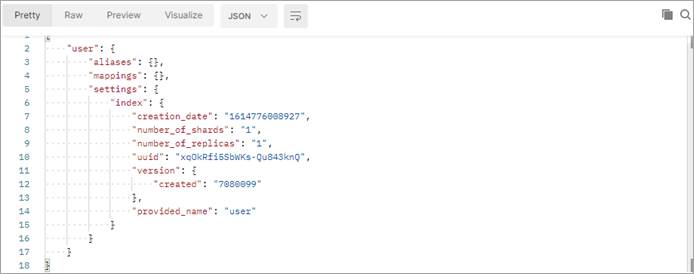 Pretty Raw Preview Visualize JSON
1 {
2 "user": {
3 "aliases": {},
4 "mappings": {},
5 "settings": {
6 "index": {
7 "creation_date": "1614776008927",
8 "number_of_shards": "1",
9 "number_of_replicas": "1",
10 "uuid": "xqOkRfi5SbWKs-Qu843knQ",
11 "version": {
12 "created": "7080099"
13 },
14 "provided_name": "user"
15 }
16 }
17 }
18 }